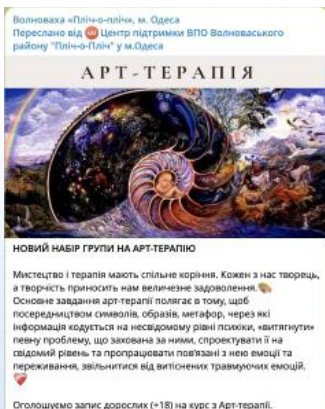 Волноваха «Пліч-о-пліч», м. Одеса
Переслано від Центр підтримки ВПО Волноваського
району "Пліч-о-Пліч" у м.Одеса
АРТ-ТЕРАПІЯ
НОВИЙ НАБІР ГРУПИ НА АРТ-ТЕРАПІЮ
Мистецтво і терапія мають спільне коріння. Кожен з нас творець,
а творчість приносить нам величезне задоволення.
Основне завдання арт-терапії полягає в тому, щоб
посередництвом символів, образів, метафор, через які
інформація кодується на несвідомому рівні психіки, «витягнути»
певну проблему, що захована за ними, спроектувати її на
свідомий рівень та пропрацювати пов'язані з нею емоції та
переживання, звільнитися від витіснених травмуючих емоцій.
Оголошуємо запис дорослих (+18) на курс з Арт-терапії.